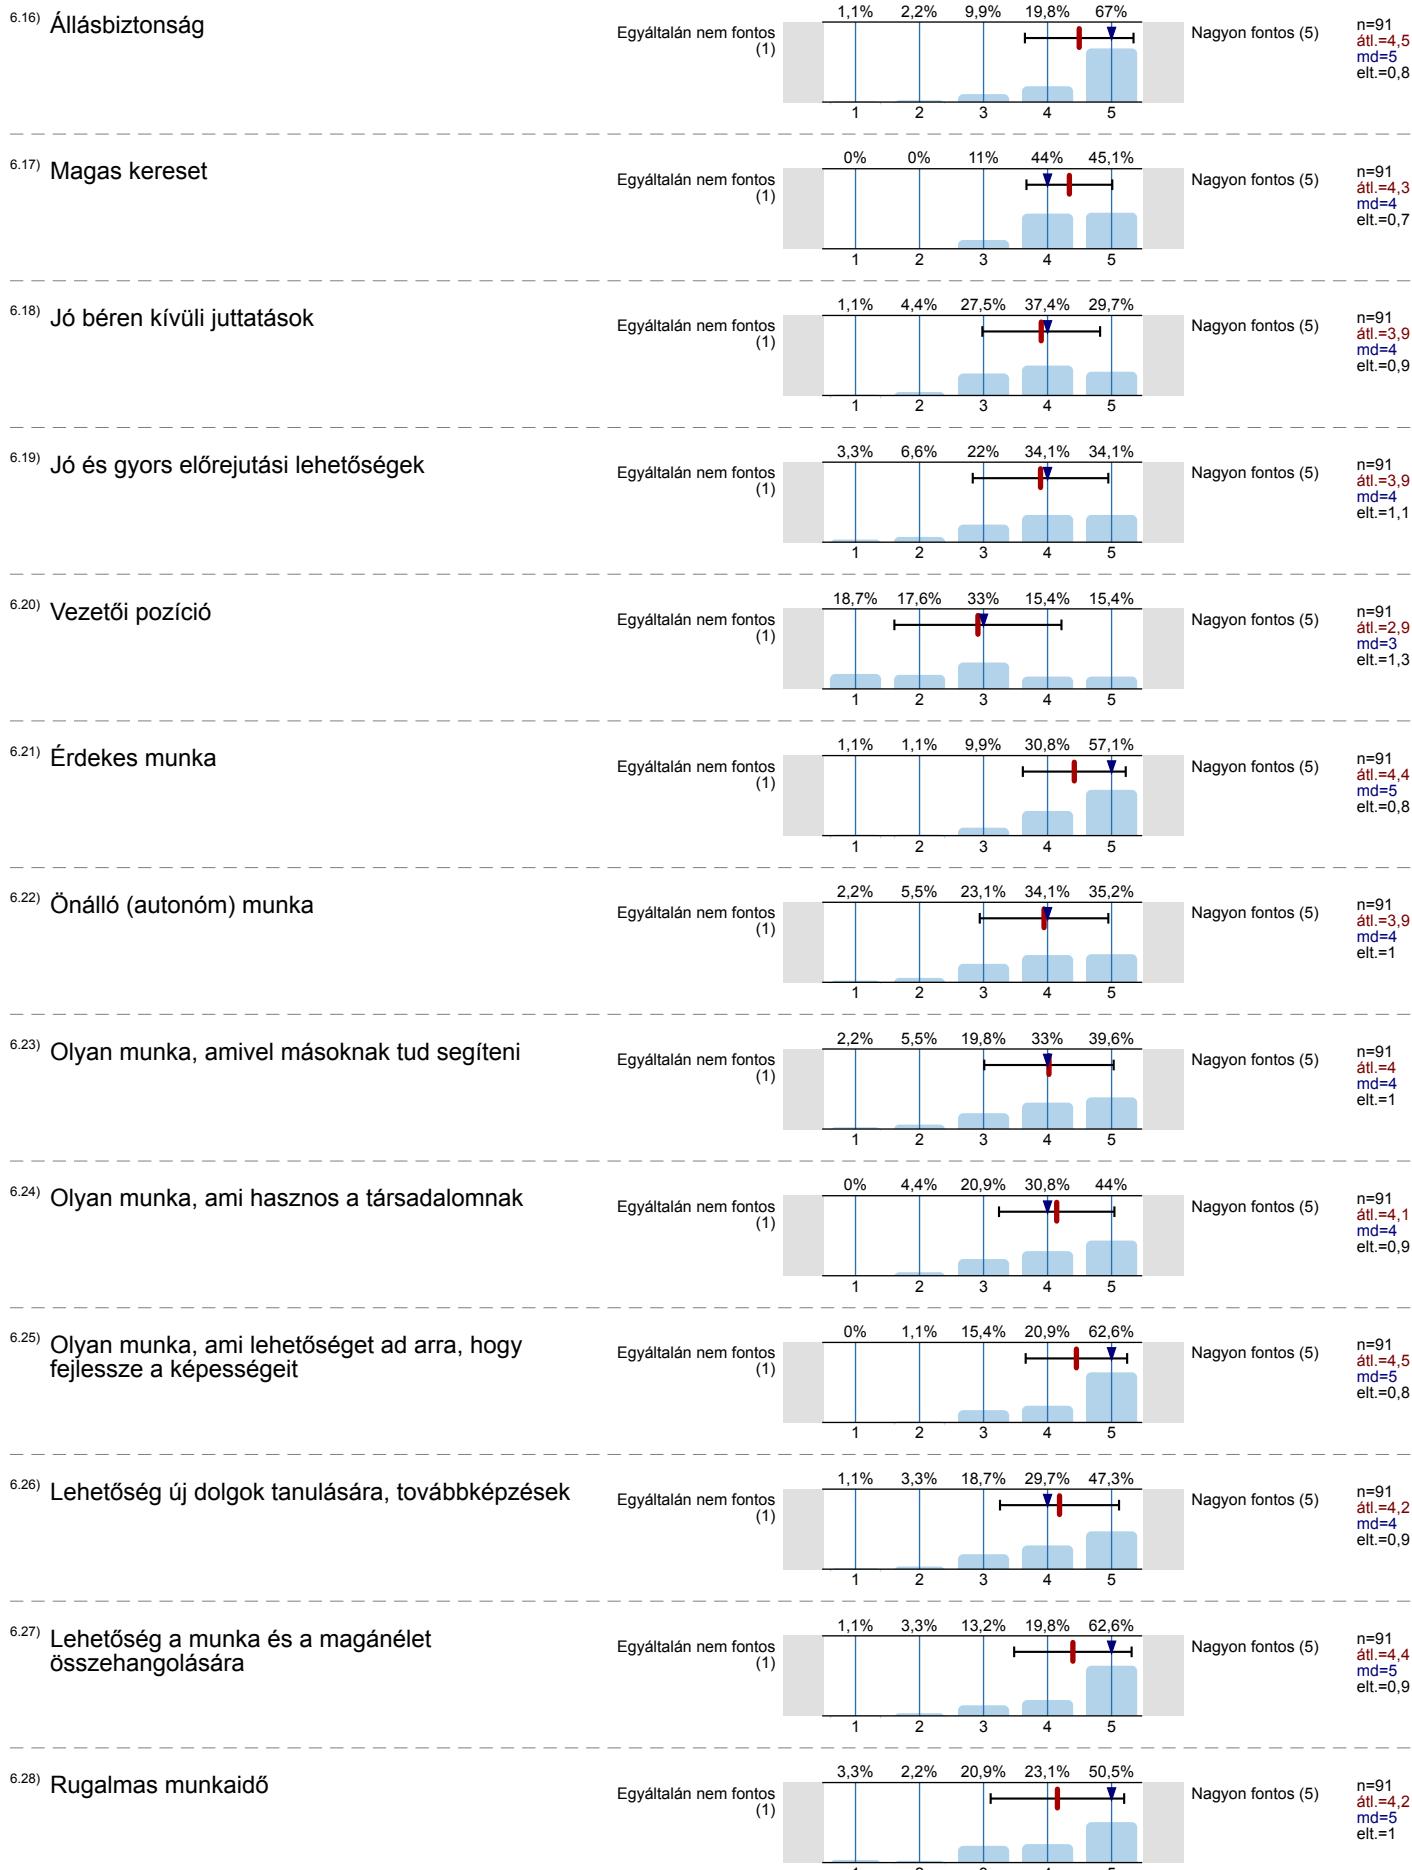 6.16) Állásbiztonság
Egyáltalán nem fontos
(1)
1,1% 2,2% 9,9% 19,8% 67%
1 2 3 4 5
Nagyon fontos (5)
n=91
átl.=4,5
md=5
elt.=0,8
6.17) Magas kereset
Egyáltalán nem fontos
(1)
0% 0% 11% 44% 45,1%
1 2 3 4 5
Nagyon fontos (5)
n=91
átl.=4,3
md=4
elt.=0,7
6.18) Jó béren kívüli juttatások
Egyáltalán nem fontos
(1)
1,1% 4,4% 27,5% 37,4% 29,7%
1 2 3 4 5
Nagyon fontos (5)
n=91
átl.=3,9
md=4
elt.=0,9
6.19) Jó és gyors előrejutási lehetőségek
Egyáltalán nem fontos
(1)
3,3% 6,6% 22% 34,1% 34,1%
1 2 3 4 5
Nagyon fontos (5)
n=91
átl.=3,9
md=4
elt.=1,1
6.20) Vezetői pozíció
Egyáltalán nem fontos
(1)
18,7% 17,6% 33% 15,4% 15,4%
1 2 3 4 5
Nagyon fontos (5)
n=91
átl.=2,9
md=3
elt.=1,3
6.21) Érdekes munka
Egyáltalán nem fontos
(1)
1,1% 1,1% 9,9% 30,8% 57,1%
1 2 3 4 5
Nagyon fontos (5)
n=91
átl.=4,4
md=5
elt.=0,8
6.22) Önálló (autonóm) munka
Egyáltalán nem fontos
(1)
2,2% 5,5% 23,1% 34,1% 35,2%
1 2 3 4 5
Nagyon fontos (5)
n=91
átl.=3,9
md=4
elt.=1
6.23) Olyan munka, amivel másoknak tud segíteni
Egyáltalán nem fontos
(1)
2,2% 5,5% 19,8% 33% 39,6%
1 2 3 4 5
Nagyon fontos (5)
n=91
átl.=4
md=4
elt.=1
6.24) Olyan munka, ami hasznos a társadalomnak
Egyáltalán nem fontos
(1)
0% 4,4% 20,9% 30,8% 44%
1 2 3 4 5
Nagyon fontos (5)
n=91
átl.=4,1
md=4
elt.=0,9
6.25) Olyan munka, ami lehetőséget ad arra, hogy
fejlessze a képességeit
Egyáltalán nem fontos
(1)
0% 1,1% 15,4% 20,9% 62,6%
1 2 3 4 5
Nagyon fontos (5)
n=91
átl.=4,5
md=5
elt.=0,8
6.26) Lehetőség új dolgok tanulására, továbbképzések
Egyáltalán nem fontos
(1)
1,1% 3,3% 18,7% 29,7% 47,3%
1 2 3 4 5
Nagyon fontos (5)
n=91
átl.=4,2
md=4
elt.=0,9
6.27) Lehetőség a munka és a magánélet
összehangolására
Egyáltalán nem fontos
(1)
1,1% 3,3% 13,2% 19,8% 62,6%
1 2 3 4 5
Nagyon fontos (5)
n=91
átl.=4,4
md=5
elt.=0,9
6.28) Rugalmas munkaidő
Egyáltalán nem fontos
(1)
3,3% 2,2% 20,9% 23,1% 50,5%
Nagyon fontos (5)
n=91
átl.=4,2
md=5
elt.=1